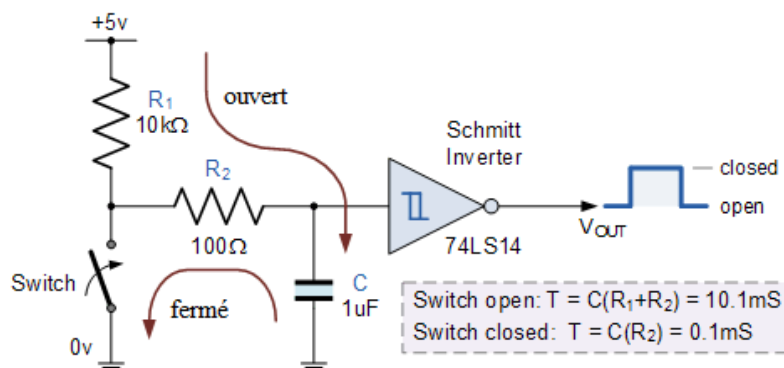 +5v
R₁
10kΩ
ouvert
R₂
100Ω
Schmitt
Inverter
74LS14
closed
open
VOUT
Switch
fermé
C
1uF
0v
Switch open: T = C(R₁+R₂) = 10.1mS
Switch closed: T = C(R₂) = 0.1mS